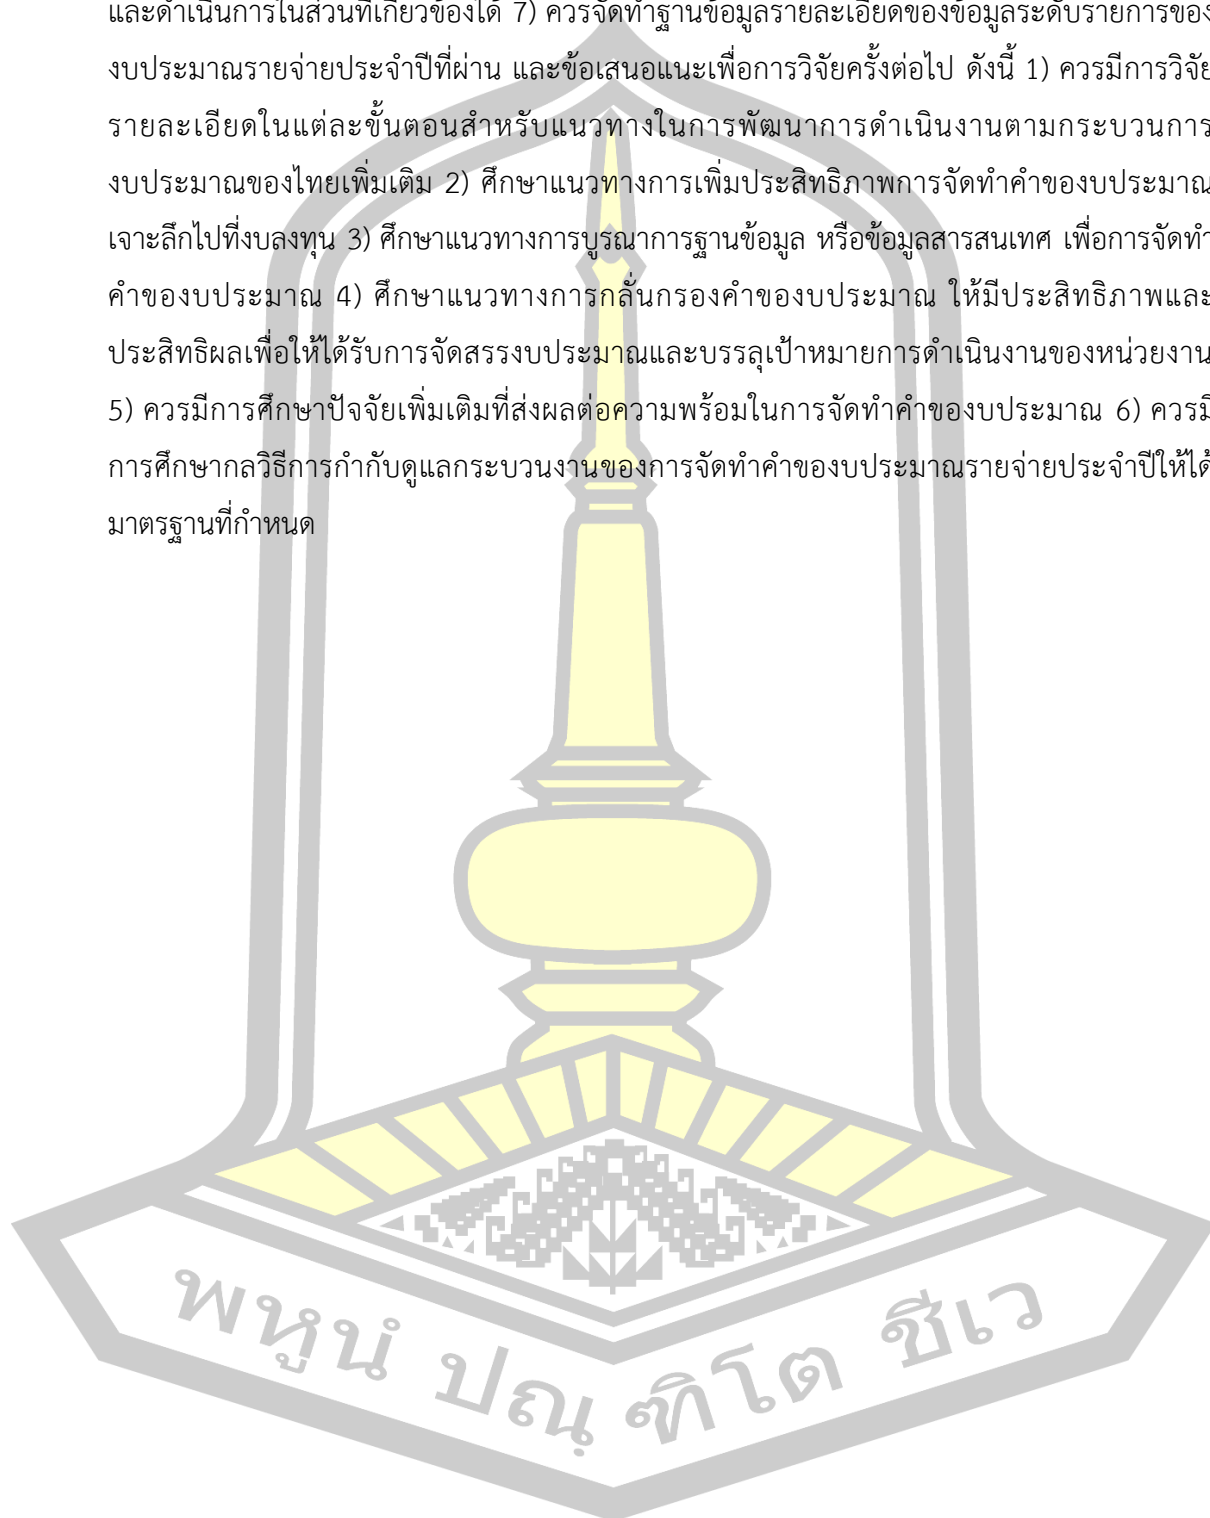 และดำเนินการในส่วนที่เกี่ยวข้องได้ 7) ควรจัดทำฐานข้อมูลรายละเอียดของข้อมูลระดับรายการของ
งบประมาณรายจ่ายประจำปีที่ผ่าน และข้อเสนอแนะเพื่อการวิจัยครั้งต่อไป ดังนี้ 1) ควรมีการวิจัย
รายละเอียดในแต่ละขั้นตอนสำหรับแนวทางในการพัฒนาการดำเนินงานตามกระบวนการ
งบประมาณของไทยเพิ่มเติม 2) ศึกษาแนวทางการเพิ่มประสิทธิภาพการจัดทำคำของบประมาณ
เจาะลึกไปที่งบลงทุน 3) ศึกษาแนวทางการบูรณาการฐานข้อมูล หรือข้อมูลสารสนเทศ เพื่อการจัดทำ
คำของบประมาณ 4) ศึกษาแนวทางการกลั่นกรองคำของบประมาณ ให้มีประสิทธิภาพและ
ประสิทธิผลเพื่อให้ได้รับการจัดสรรงบประมาณและบรรลุเป้าหมายการดำเนินงานของหน่วยงาน
5) ควรมีการศึกษาปัจจัยเพิ่มเติมที่ส่งผลต่อความพร้อมในการจัดทำคำของบประมาณ 6) ควรมี
การศึกษากลวิธีการกำกับดูแลกระบวนงานของการจัดทำคำของบประมาณรายจ่ายประจำปีให้ได้
มาตรฐานที่กำหนด
พหูนํ ปณฺฑิโต ชีเว